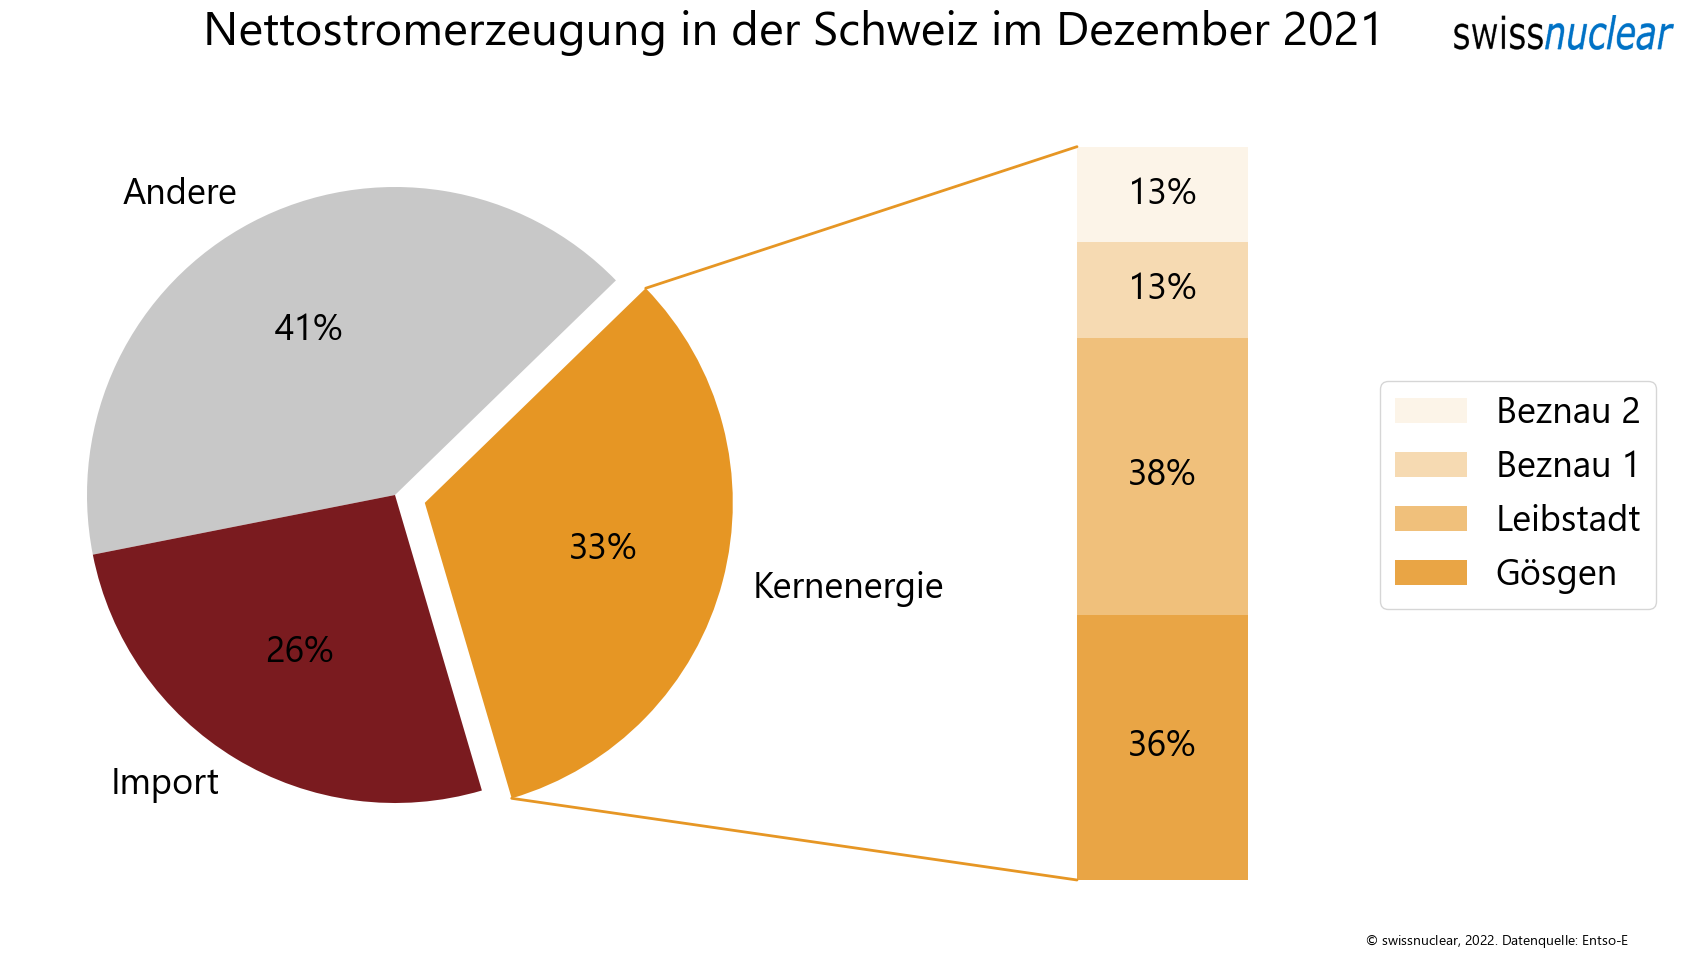 Nettostromerzeugung in der Schweiz im Dezember 2021
swissnuclear
Andere
41%
33%
Kernenergie
26%
Import
13%
13%
38%
36%
Beznau 2
Beznau 1
Leibstadt
Gösgen
© swissnuclear, 2022. Datenquelle: Entso-E